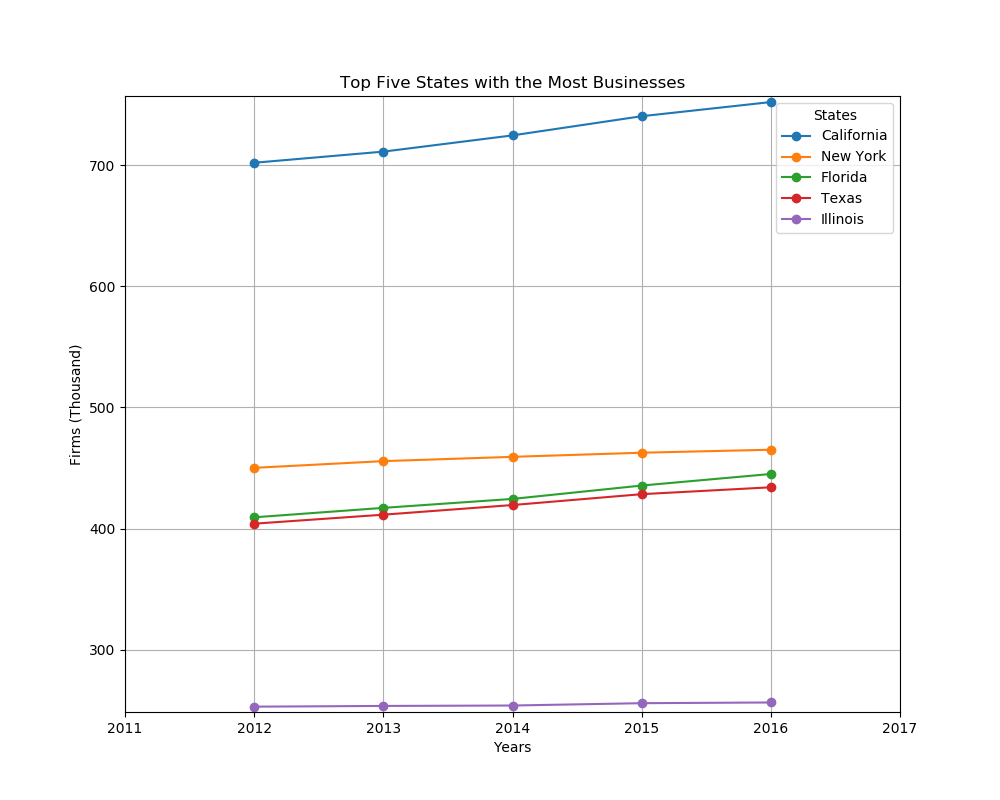 Top Five States with the Most Businesses
States
California
New York
Florida
Texas
Illinois
Firms (Thousand)
700
600
500
400
300
2011 2012 2013 2014 2015 2016 2017
Years